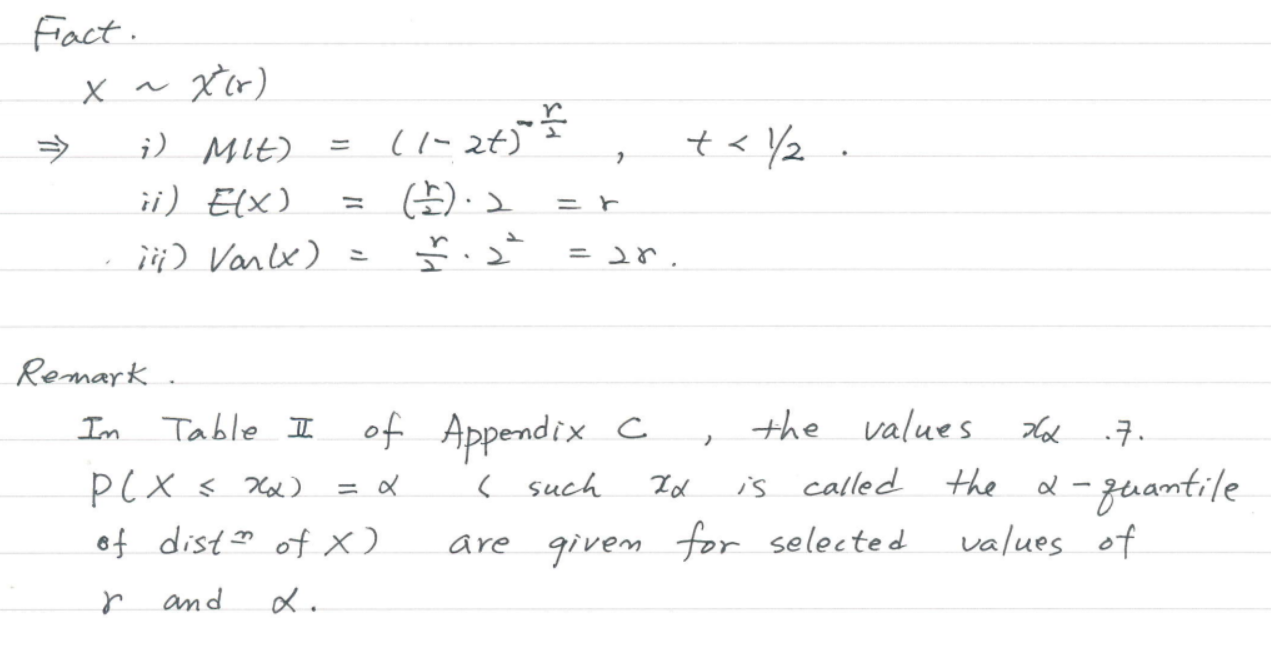 Fact.
X ~ χ²(r)
⇒ i) M(t) = (1-2t)^{-r/2} , t < 1/2 .
ii) E(X) = (r/2)·2 = r
iii) Var(X) = r/2 · 2² = 2r .
Remark .
In Table II of Appendix C , the values xα .7.
P(X ≤ xα) = α ( such xα is called the α-quantile
of distⁿ of X) are given for selected values of
r and α .